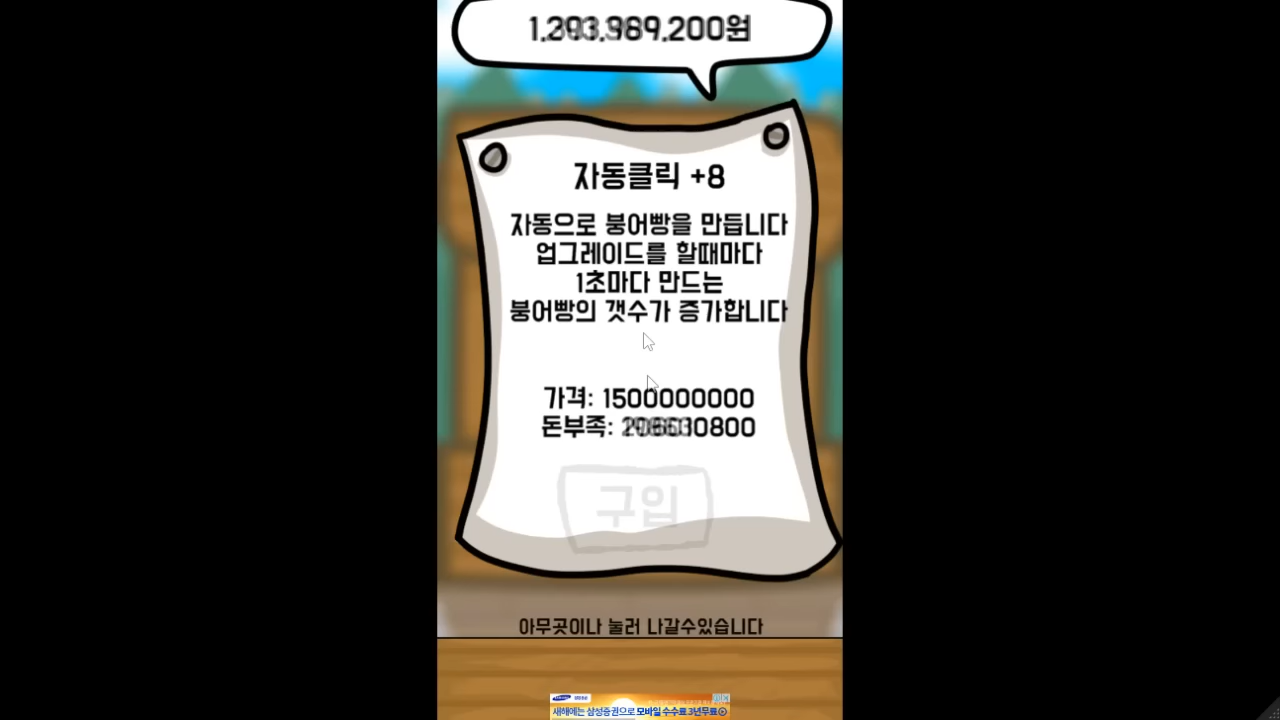 자동클릭 +8
자동으로 붕어빵을 만듭니다
업그레이드를 할때마다
1초마다 만드는
붕어빵의 갯수가 증가합니다
가격: 1500000000
돈부족:
구입
아무곳이나 눌러 나갈수있습니다
새해에는 삼성증권으로 모바일 수수료 3년무료